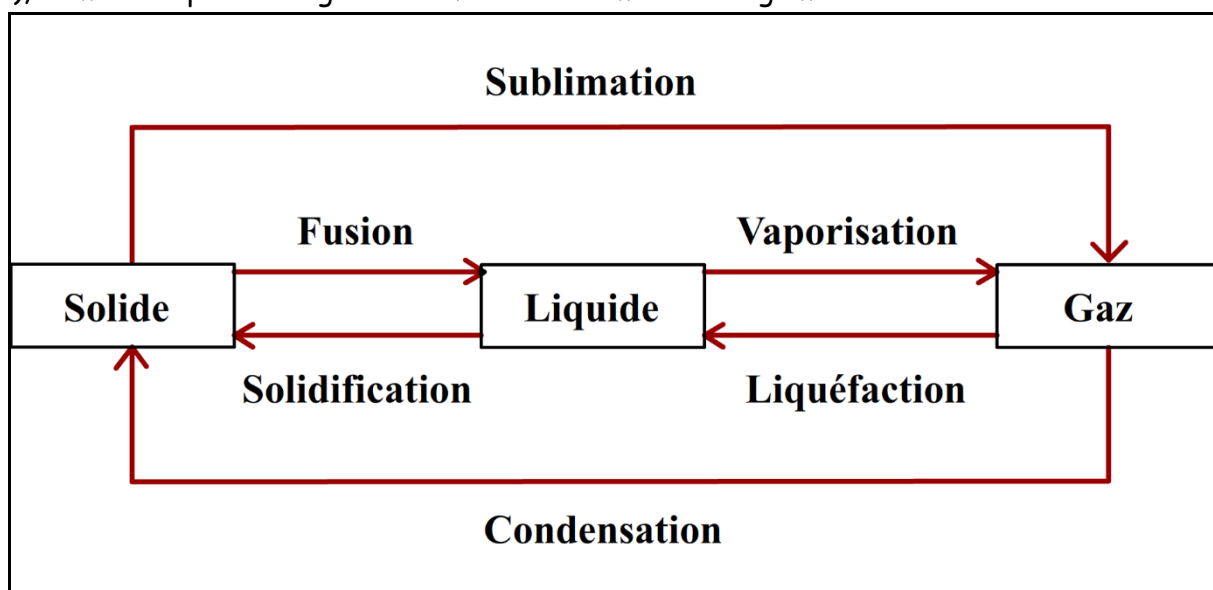 Sublimation
Fusion Vaporisation
Solide Liquide Gaz
Solidification Liquéfaction
Condensation